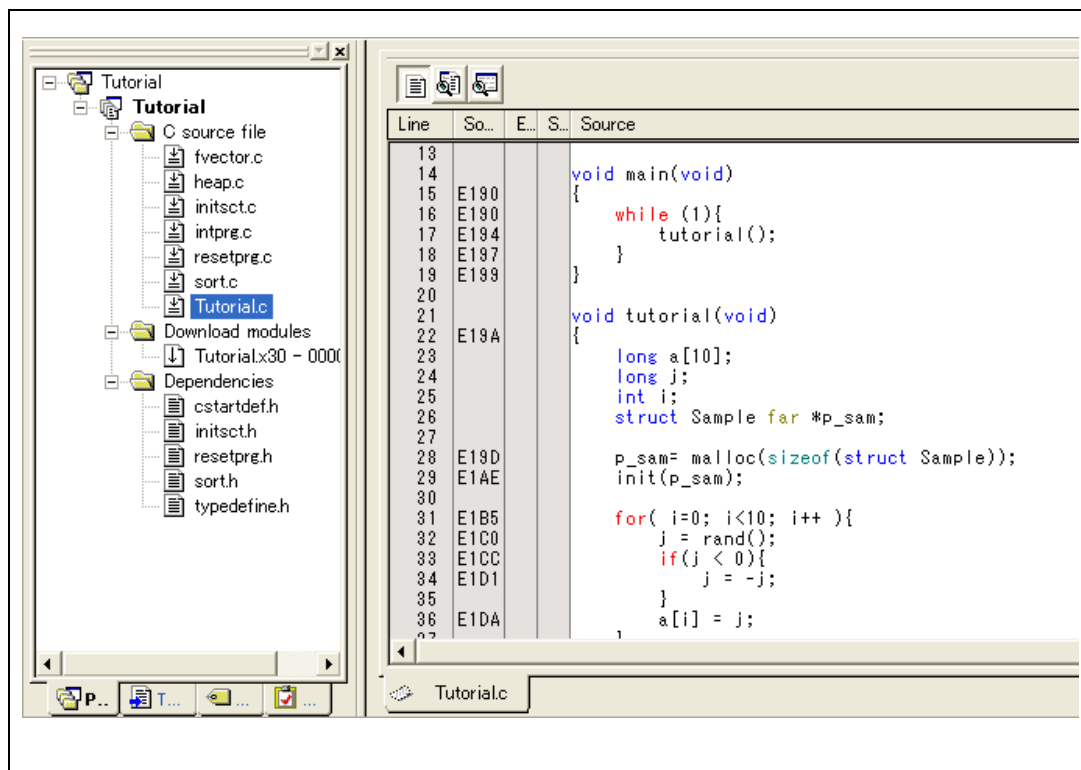 Tutorial
Tutorial
C source file
fvector.c
heap.c
initsct.c
intprg.c
resetprg.c
sort.c
Tutorial.c
Download modules
Tutorial.x30 - 000
Dependencies
cstartdef.h
initsct.h
resetprg.h
sort.h
typedefine.h
P..
T...
...
...
Line So... E... S... Source
13
14 void main(void)
15 E190 {
16 E190 while (1){
17 E194 tutorial();
18 E197 }
19 E199 }
20
21 void tutorial(void)
22 E19A {
23 long a[10];
24 long j;
25 int i;
26 struct Sample far *p_sam;
27
28 E19D p_sam= malloc(sizeof(struct Sample));
29 E1AE init(p_sam);
30
31 E1B5 for( i=0; i<10; i++ ){
32 E1C0 j = rand();
33 E1CC if(j < 0){
34 E1D1 j = -j;
35 }
36 E1DA a[i] = j;
Tutorial.c